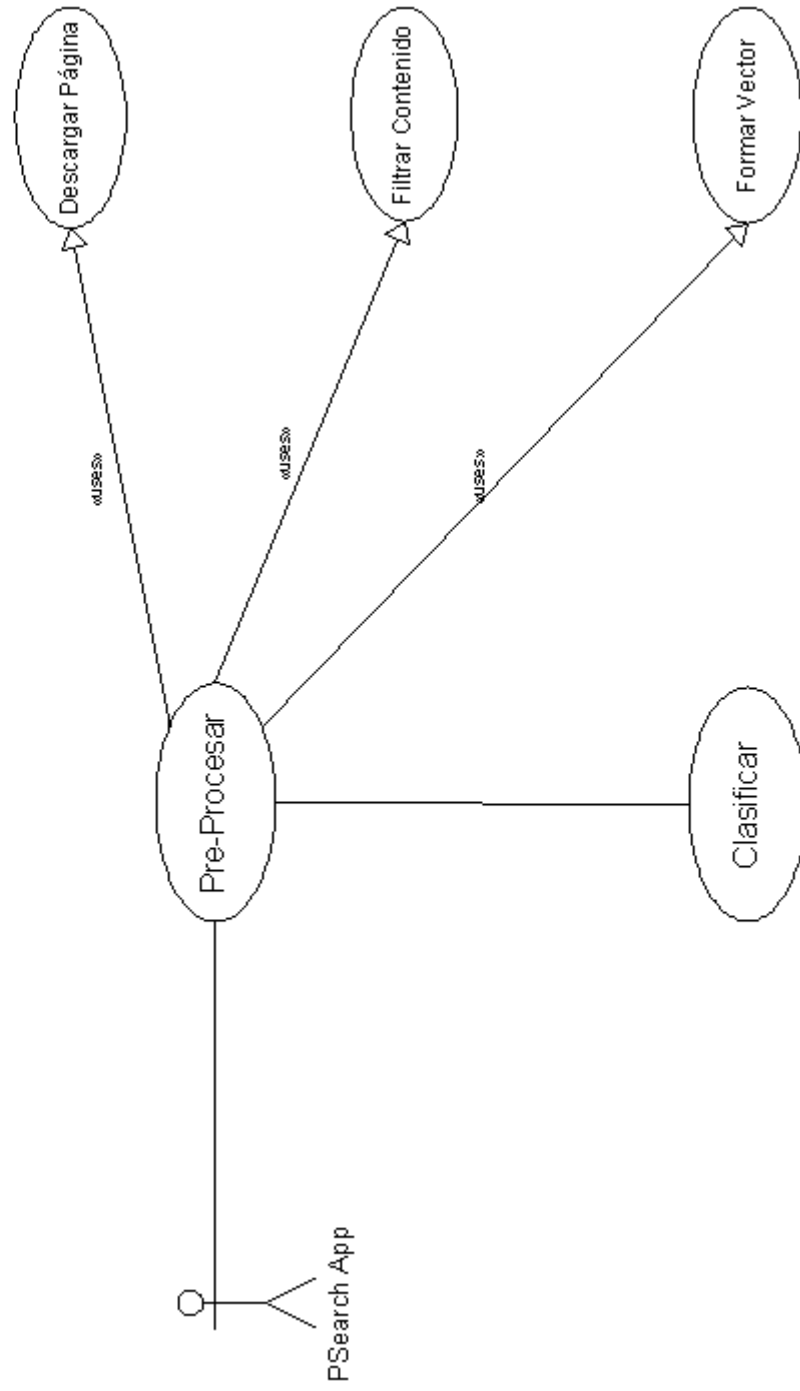 Descargar Página
«uses»
Filtrar Contenido
«uses»
Formar Vector
«uses»
Pre-Procesar
Clasificar
PSearch App